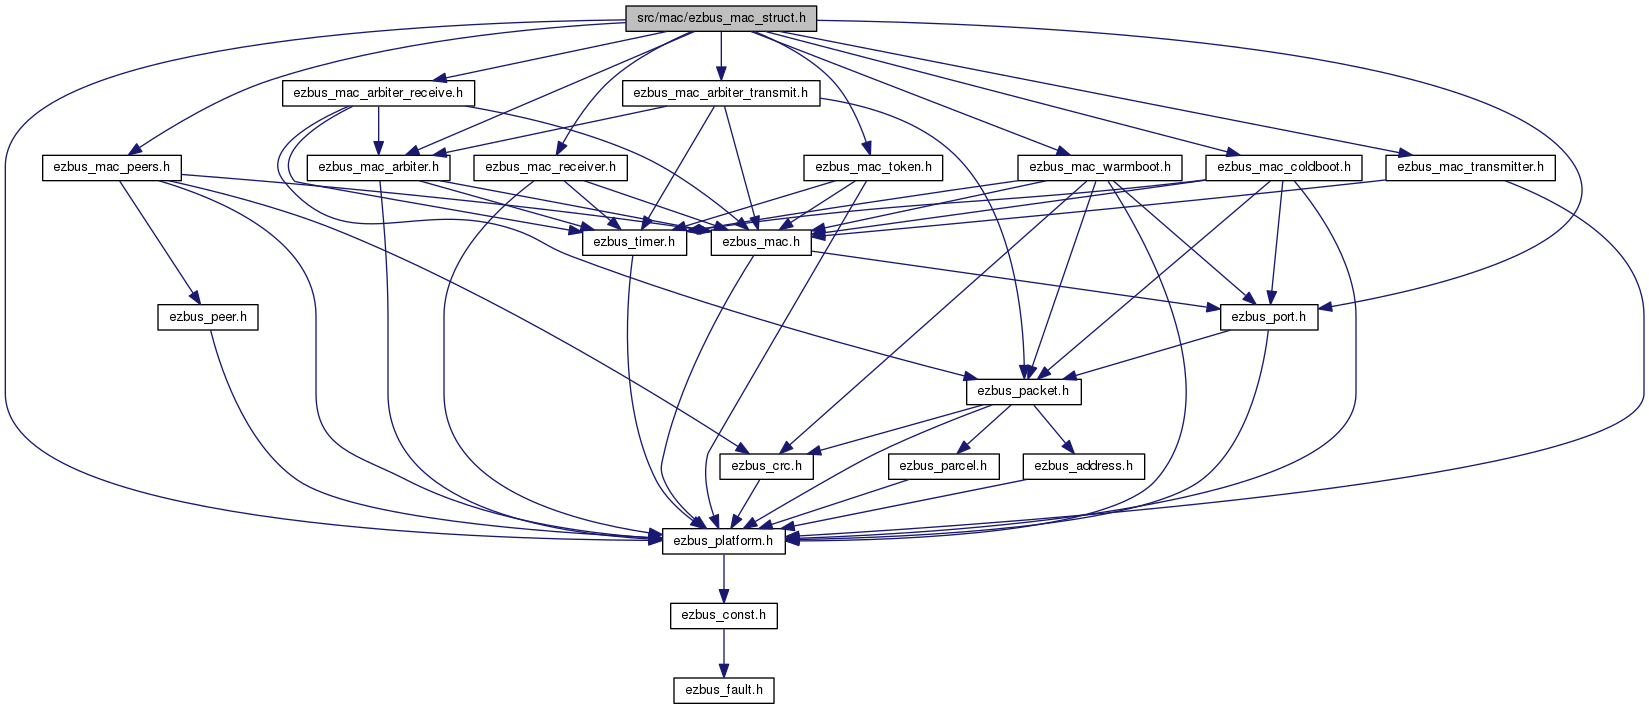 src/mac/ezbus_mac_struct.h
ezbus_mac_arbiter_receive.h
ezbus_mac_arbiter_transmit.h
ezbus_mac_peers.h
ezbus_mac_arbiter.h
ezbus_mac_receiver.h
ezbus_mac_token.h
ezbus_mac_warmboot.h
ezbus_mac_coldboot.h
ezbus_mac_transmitter.h
ezbus_timer.h
ezbus_mac.h
ezbus_peer.h
ezbus_port.h
ezbus_packet.h
ezbus_crc.h
ezbus_parcel.h
ezbus_address.h
ezbus_platform.h
ezbus_const.h
ezbus_fault.h